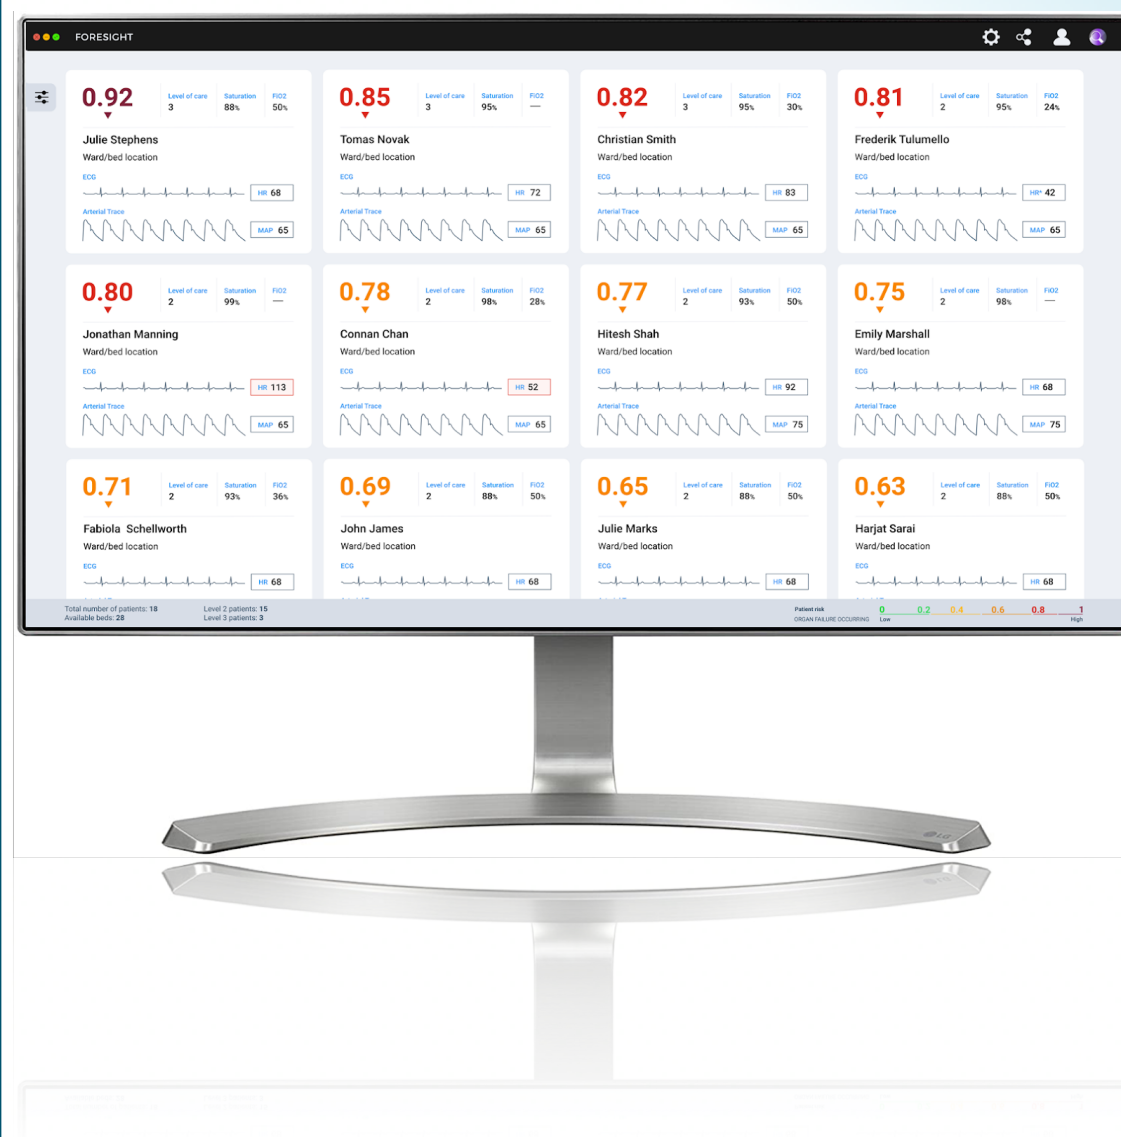 FORESIGHT
0.92 Level of care 3 Saturation 88% FiO2 50%
Julie Stephens
Ward/bed location
ECG
HR 68
Arterial Trace
MAP 65
0.85 Level of care 3 Saturation 95% FiO2 —
Tomas Novak
Ward/bed location
ECG
HR 72
Arterial Trace
MAP 65
0.82 Level of care 3 Saturation 95% FiO2 30%
Christian Smith
Ward/bed location
ECG
HR 83
Arterial Trace
MAP 65
0.81 Level of care 2 Saturation 95% FiO2 24%
Frederik Tulumello
Ward/bed location
ECG
HR* 42
Arterial Trace
MAP 65
0.80 Level of care 2 Saturation 99% FiO2 —
Jonathan Manning
Ward/bed location
ECG
HR 113
Arterial Trace
MAP 65
0.78 Level of care 2 Saturation 98% FiO2 28%
Connan Chan
Ward/bed location
ECG
HR 52
Arterial Trace
MAP 65
0.77 Level of care 2 Saturation 93% FiO2 50%
Hitesh Shah
Ward/bed location
ECG
HR 92
Arterial Trace
MAP 75
0.75 Level of care 2 Saturation 98% FiO2 —
Emily Marshall
Ward/bed location
ECG
HR 68
Arterial Trace
MAP 75
0.71 Level of care 2 Saturation 93% FiO2 36%
Fabiola Schellworth
Ward/bed location
ECG
HR 68
0.69 Level of care 2 Saturation 88% FiO2 50%
John James
Ward/bed location
ECG
HR 68
0.65 Level of care 2 Saturation 88% FiO2 50%
Julie Marks
Ward/bed location
ECG
HR 68
0.63 Level of care 2 Saturation 88% FiO2 50%
Harjat Sarai
Ward/bed location
ECG
HR 68
Total number of patients: 18 Level 2 patients: 15
Available beds: 28 Level 3 patients: 3
Patient risk 0 0.2 0.4 0.6 0.8 1
ORGAN FAILURE OCCURRING Low High
LG